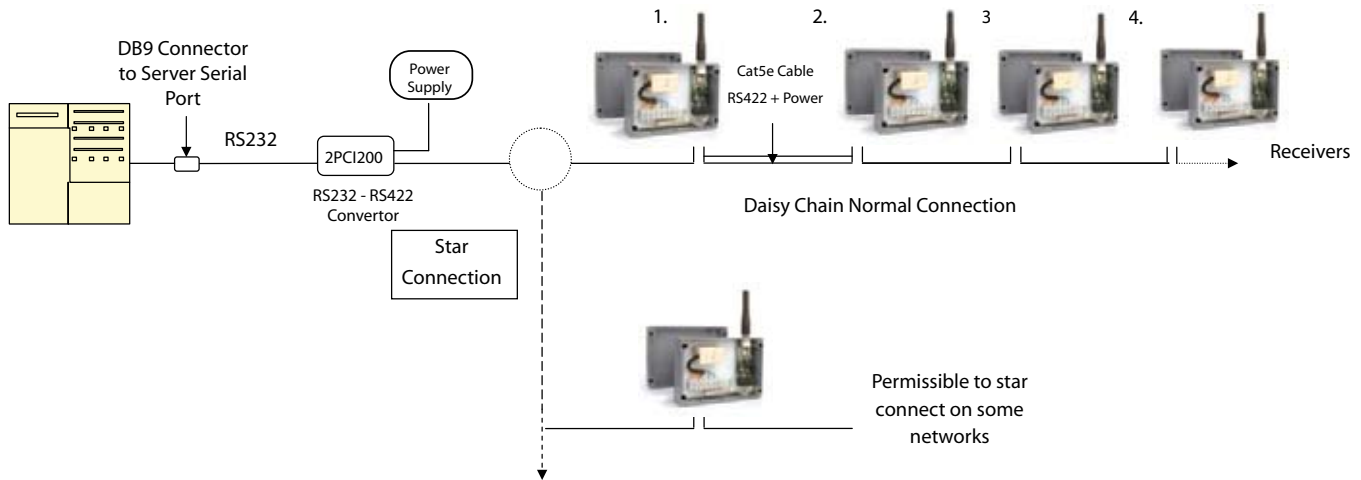 1.
2.
3
4.
DB9 Connector
to Server Serial
Port
Power
Supply
Cat5e Cable
RS422 + Power
RS232
2PCI200
Receivers
RS232 - RS422
Convertor
Daisy Chain Normal Connection
Star
Connection
Permissible to star
connect on some
networks